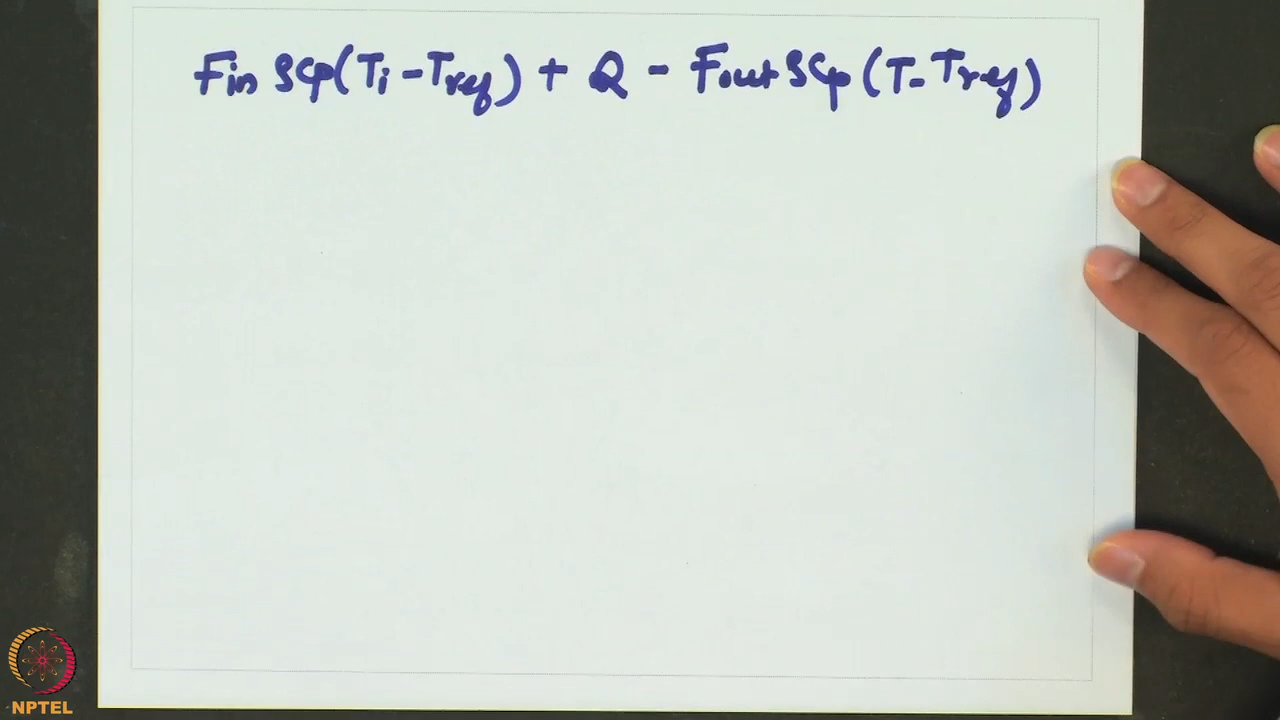 Fin ρCp(Ti - Tref) + Q - Fout ρCp (T - Tref)
NPTEL